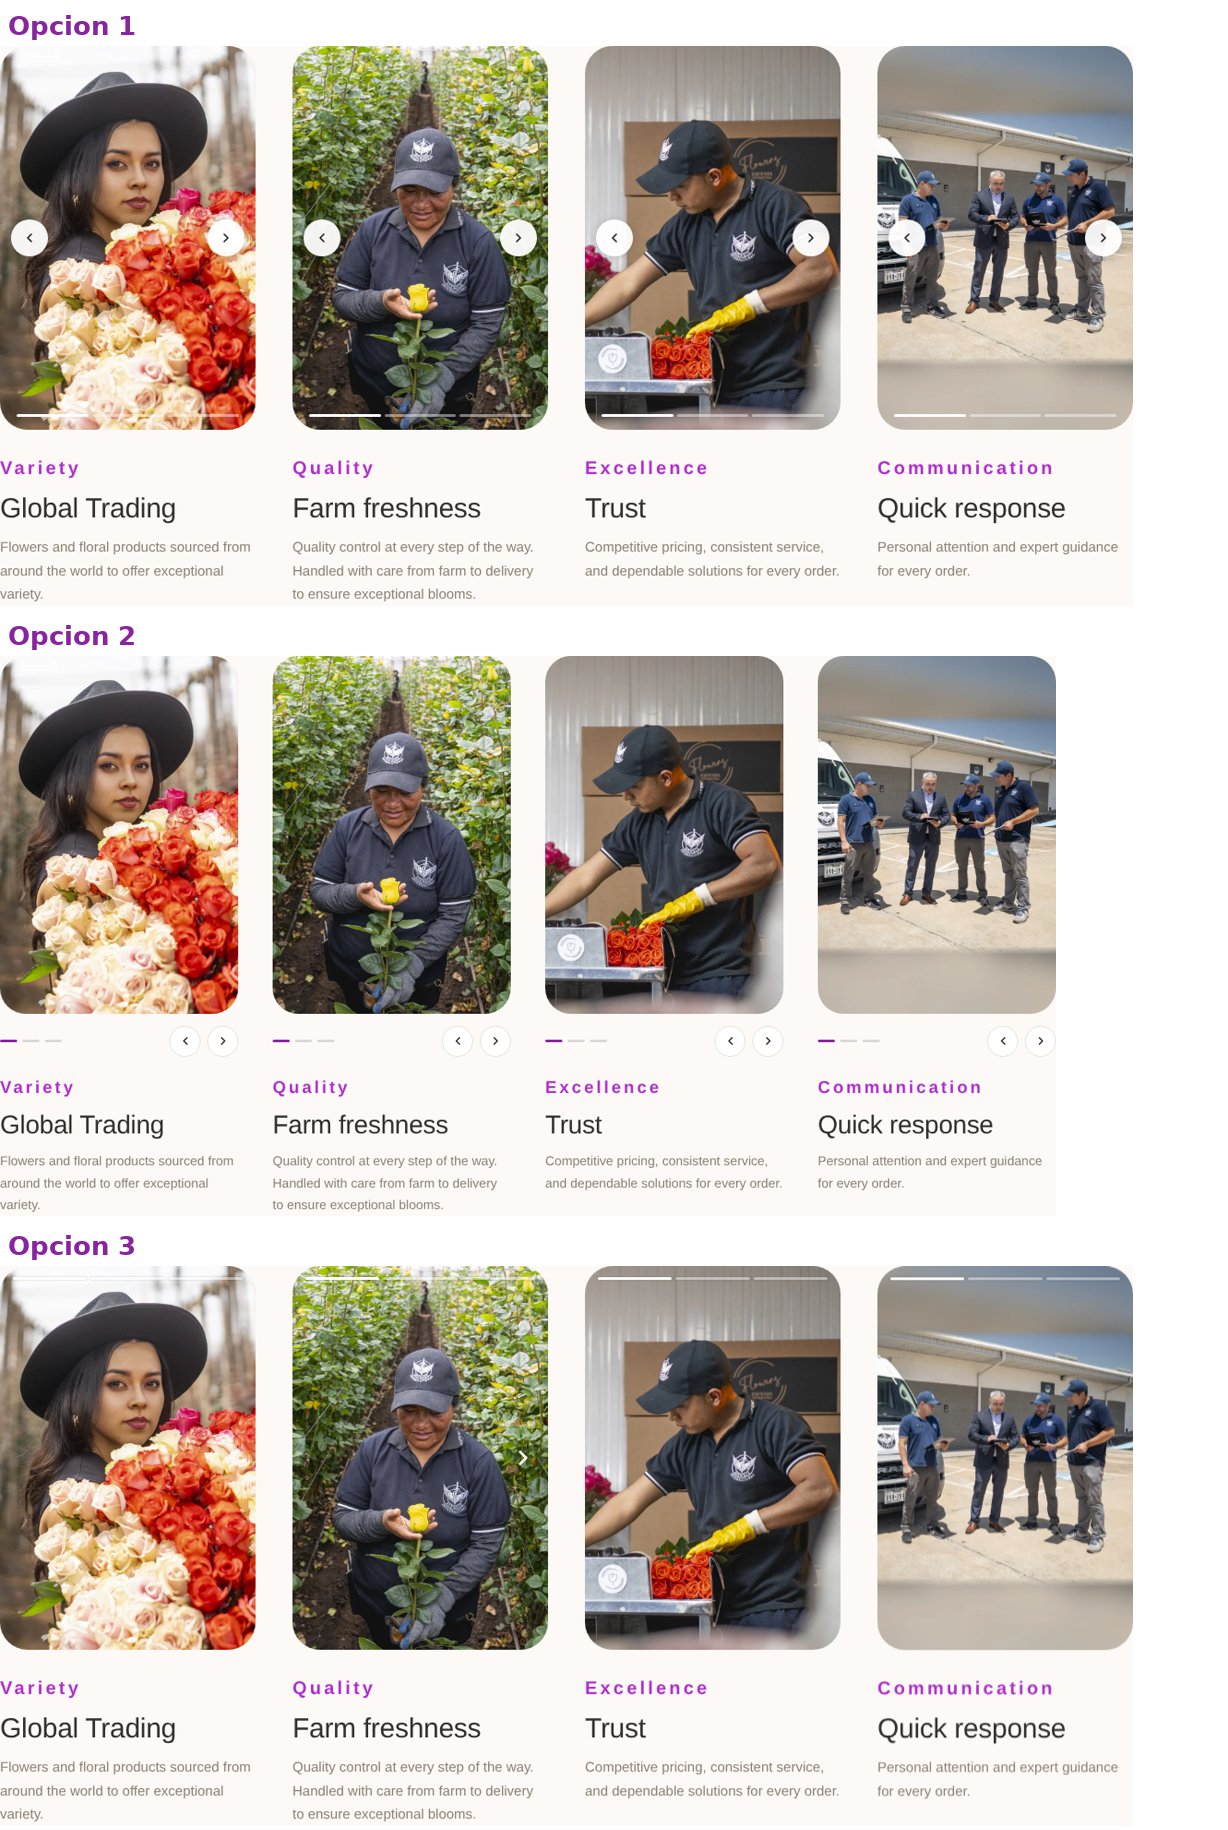 Opcion 1
Flowers
Variety
Global Trading
Flowers and floral products sourced from
around the world to offer exceptional
variety.
Quality
Farm freshness
Quality control at every step of the way.
Handled with care from farm to delivery
to ensure exceptional blooms.
Excellence
Trust
Competitive pricing, consistent service,
and dependable solutions for every order.
Communication
Quick response
Personal attention and expert guidance
for every order.
Opcion 2
Flowers
Variety
Global Trading
Flowers and floral products sourced from
around the world to offer exceptional
variety.
Quality
Farm freshness
Quality control at every step of the way.
Handled with care from farm to delivery
to ensure exceptional blooms.
Excellence
Trust
Competitive pricing, consistent service,
and dependable solutions for every order.
Communication
Quick response
Personal attention and expert guidance
for every order.
Opcion 3
Flowers
Variety
Global Trading
Flowers and floral products sourced from
around the world to offer exceptional
variety.
Quality
Farm freshness
Quality control at every step of the way.
Handled with care from farm to delivery
to ensure exceptional blooms.
Excellence
Trust
Competitive pricing, consistent service,
and dependable solutions for every order.
Communication
Quick response
Personal attention and expert guidance
for every order.